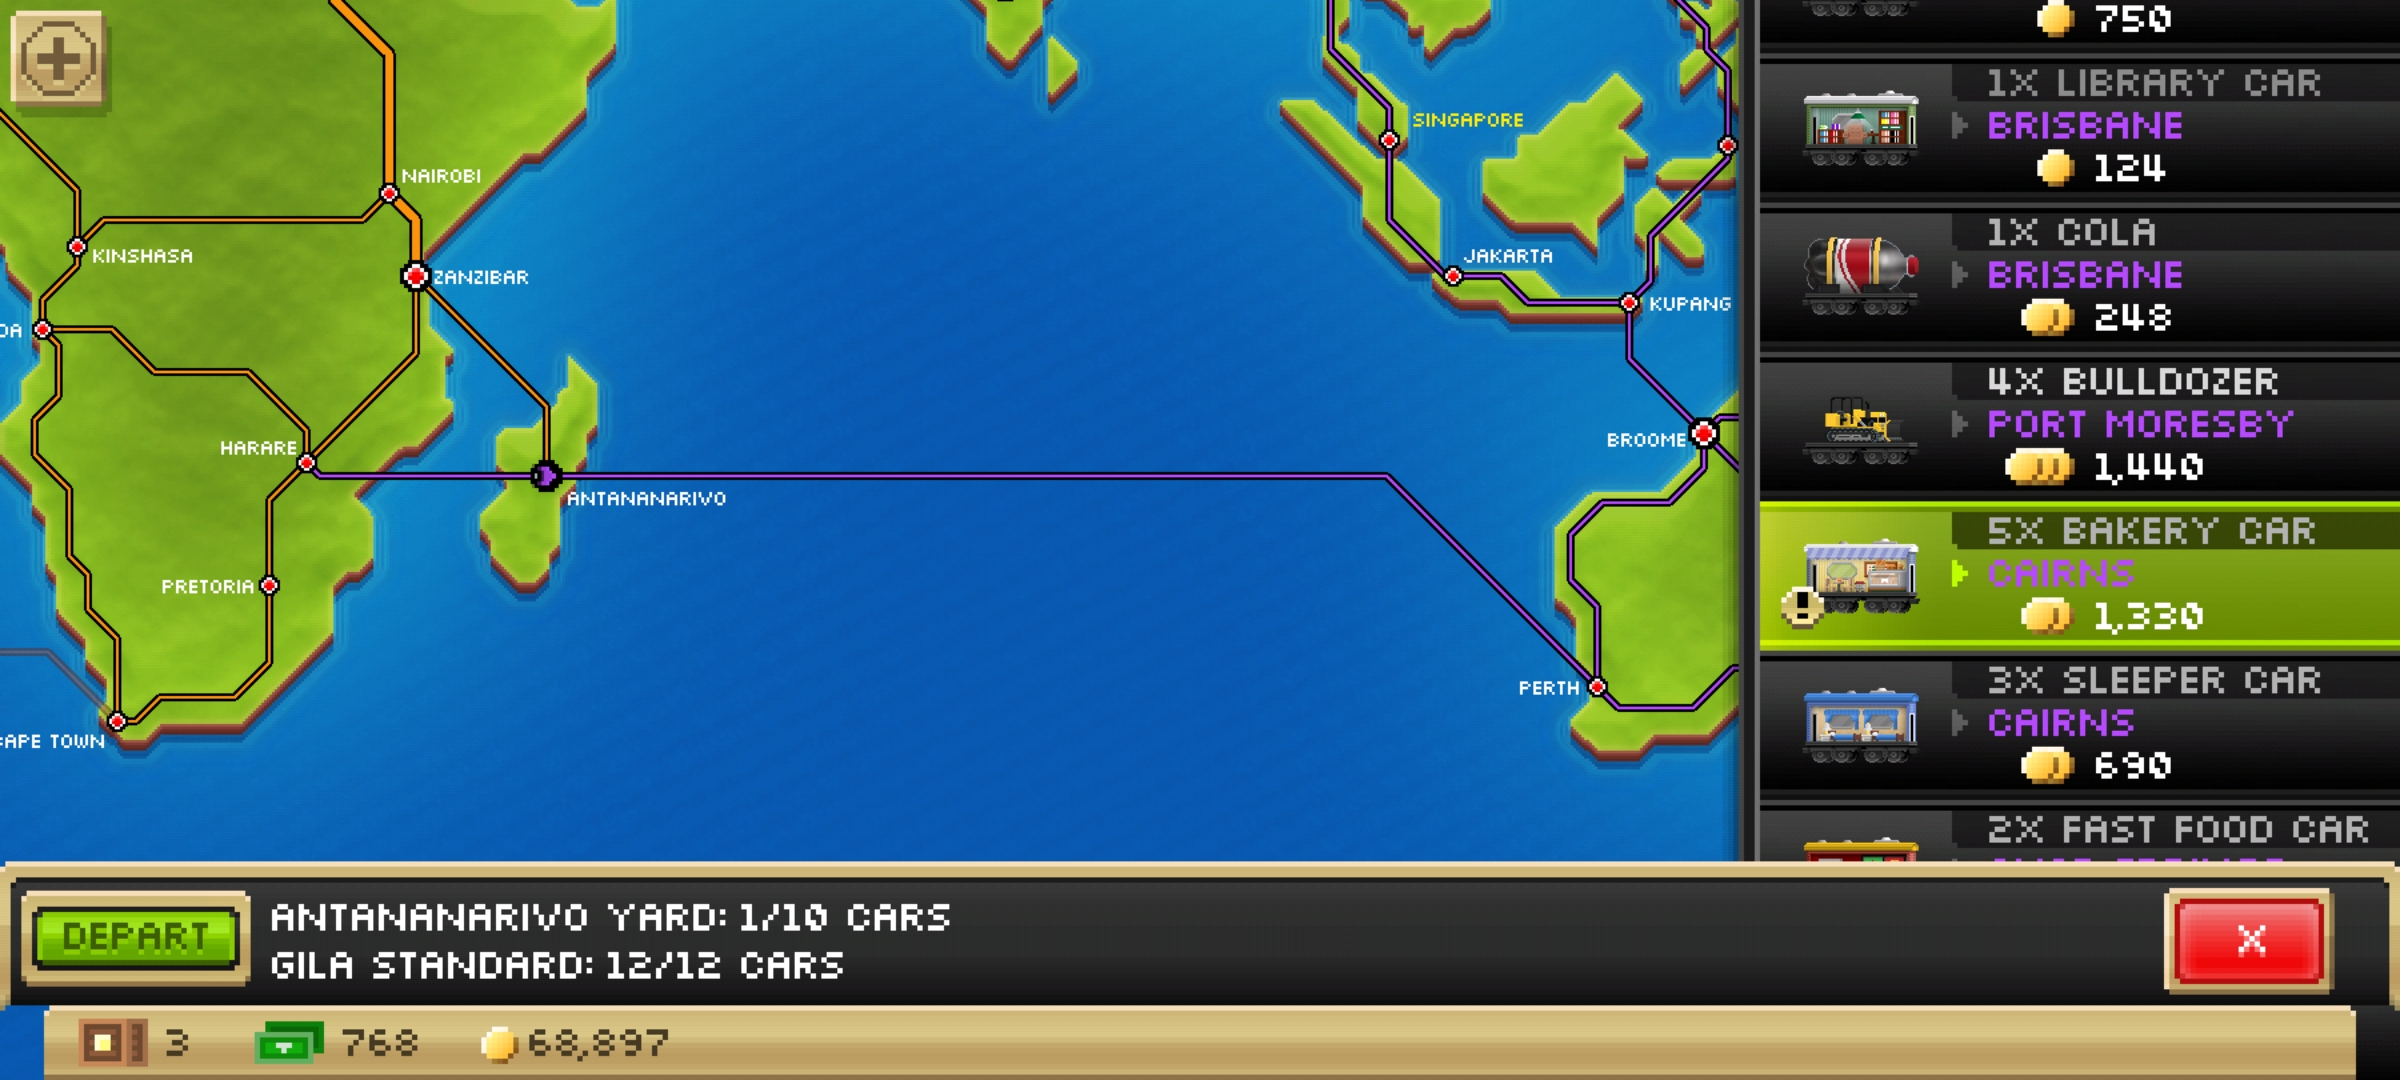 750
1X LIBRARY CAR
BRISBANE
124
1X COLA
BRISBANE
248
4X BULLDOZER
PORT MORESBY
1,440
5X BAKERY CAR
CAIRNS
1,330
3X SLEEPER CAR
CAIRNS
690
2X FAST FOOD CAR
NAIROBI
SINGAPORE
KINSHASA
ZANZIBAR
JAKARTA
KUPANG
DA
HARARE
BROOME
ANTANANARIVO
PRETORIA
PERTH
CAPE TOWN
DEPART
ANTANANARIVO YARD: 1/10 CARS
GILA STANDARD: 12/12 CARS
X
3
768
68,897